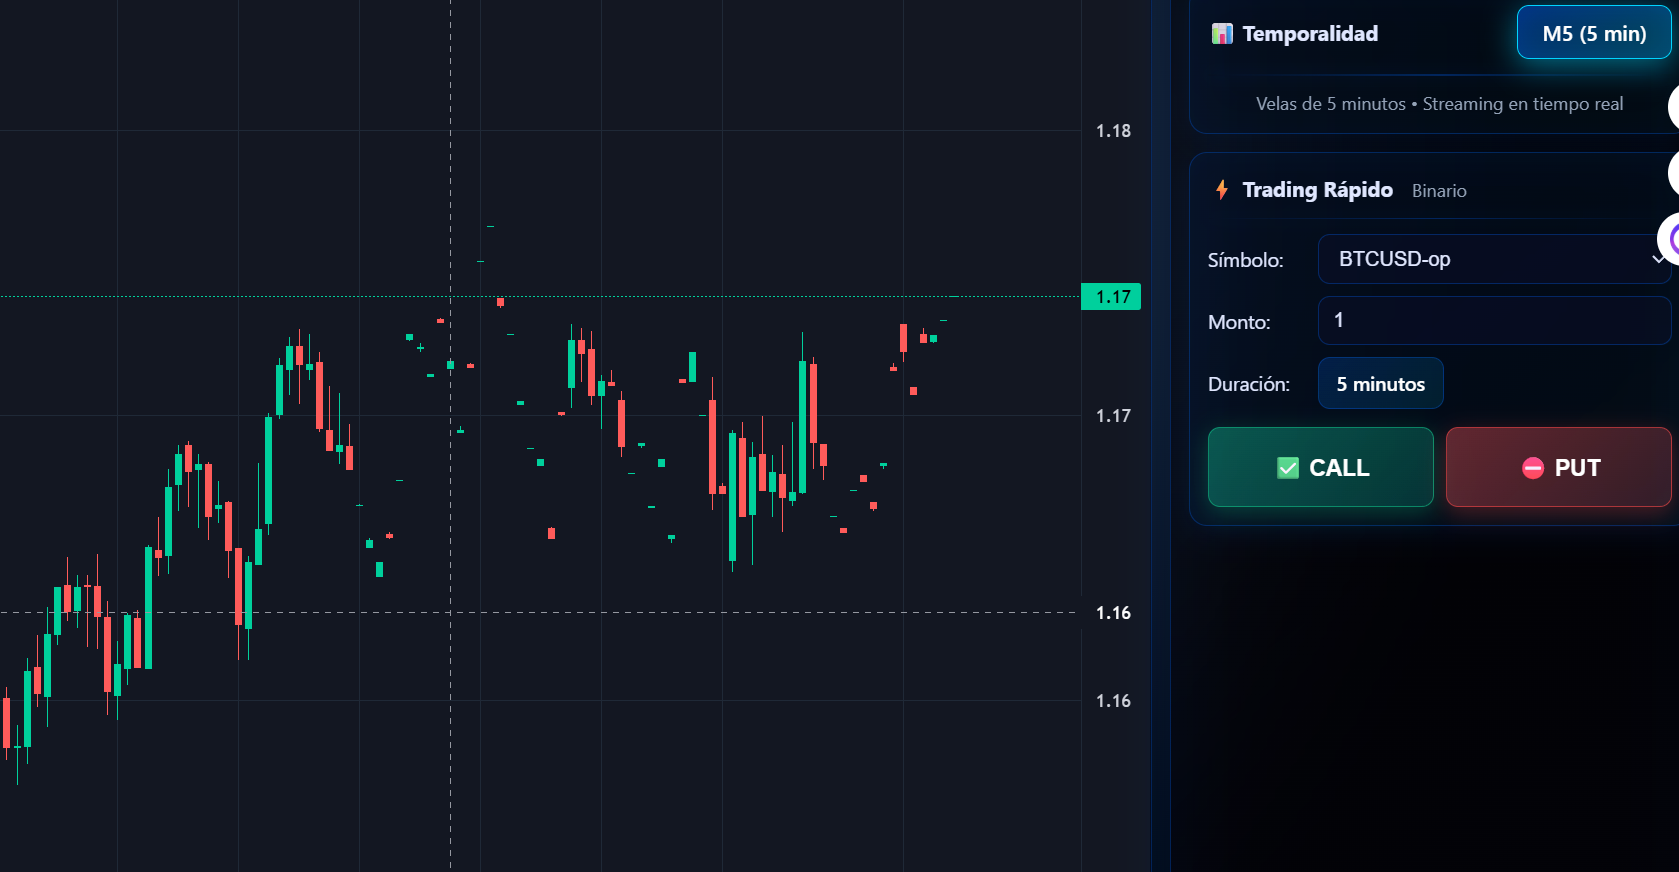 1.18
1.17
1.17
1.16
1.16
Temporalidad
M5 (5 min)
Velas de 5 minutos • Streaming en tiempo real
Trading Rápido Binario
Símbolo: BTCUSD-op
Monto: 1
Duración: 5 minutos
CALL
PUT